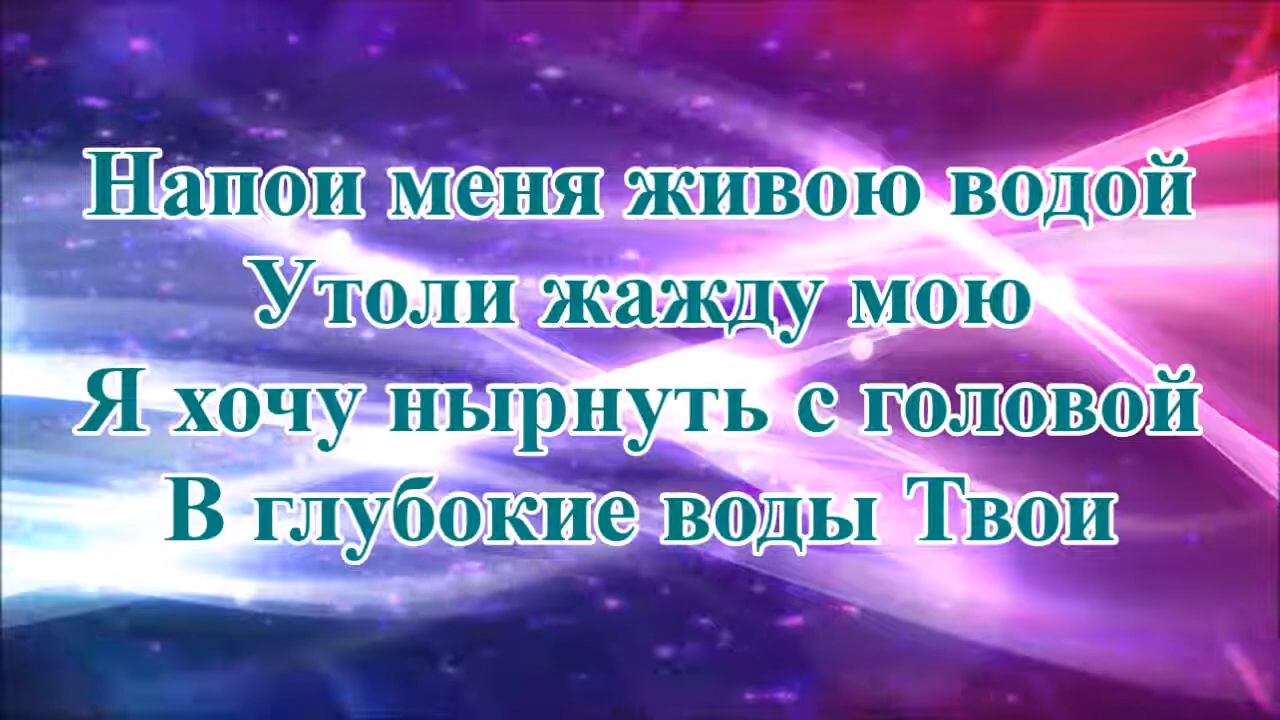 Напои меня живою водой
Утоли жажду мою
Я хочу нырнуть с головой
В глубокие воды Твои